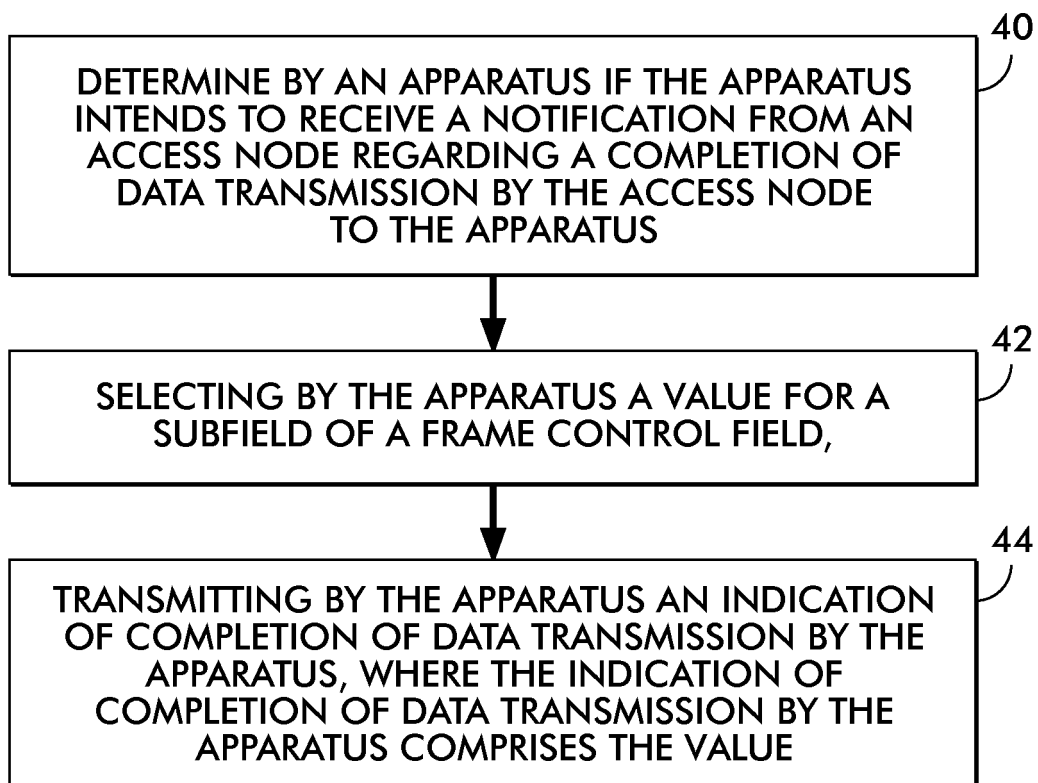 40
DETERMINE BY AN APPARATUS IF THE APPARATUS
INTENDS TO RECEIVE A NOTIFICATION FROM AN
ACCESS NODE REGARDING A COMPLETION OF
DATA TRANSMISSION BY THE ACCESS NODE
TO THE APPARATUS
42
SELECTING BY THE APPARATUS A VALUE FOR A
SUBFIELD OF A FRAME CONTROL FIELD,
44
TRANSMITTING BY THE APPARATUS AN INDICATION
OF COMPLETION OF DATA TRANSMISSION BY THE
APPARATUS, WHERE THE INDICATION OF
COMPLETION OF DATA TRANSMISSION BY THE
APPARATUS COMPRISES THE VALUE